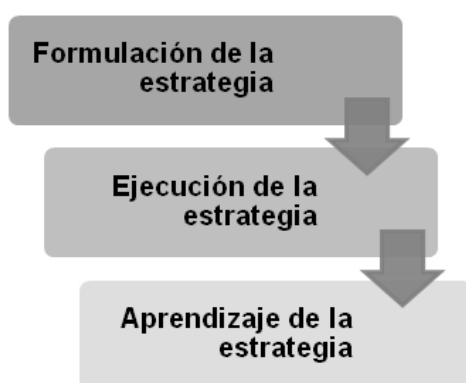 Formulación de la
estrategia
Ejecución de la
estrategia
Aprendizaje de la
estrategia